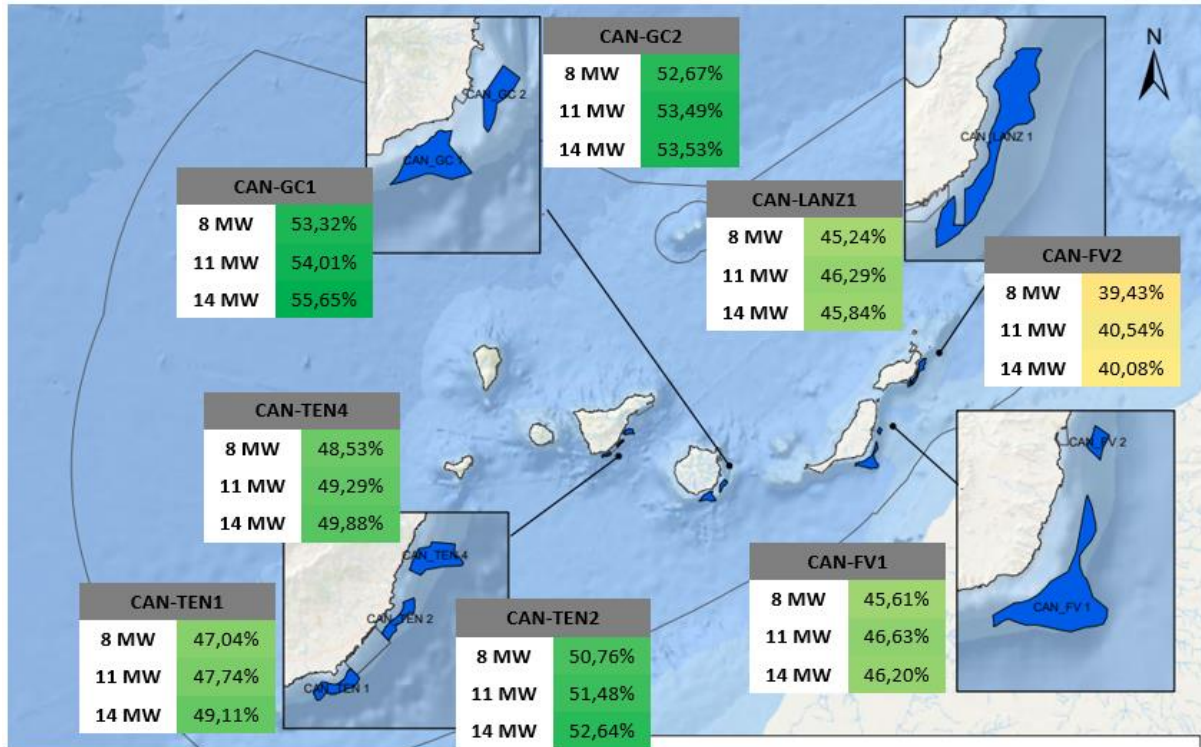 CAN-GC2
8 MW 52,67%
11 MW 53,49%
14 MW 53,53%
CAN_GC 2
CAN_GC 1
CAN-GC1
8 MW 53,32%
11 MW 54,01%
14 MW 55,65%
N
CAN_LANZ 1
CAN-LANZ1
8 MW 45,24%
11 MW 46,29%
14 MW 45,84%
CAN-FV2
8 MW 39,43%
11 MW 40,54%
14 MW 40,08%
CAN-TEN4
8 MW 48,53%
11 MW 49,29%
14 MW 49,88%
CAN_FV 2
CAN_FV 1
CAN_TEN 4
CAN_TEN 2
CAN_TEN 1
CAN-FV1
8 MW 45,61%
11 MW 46,63%
14 MW 46,20%
CAN-TEN1
8 MW 47,04%
11 MW 47,74%
14 MW 49,11%
CAN-TEN2
8 MW 50,76%
11 MW 51,48%
14 MW 52,64%